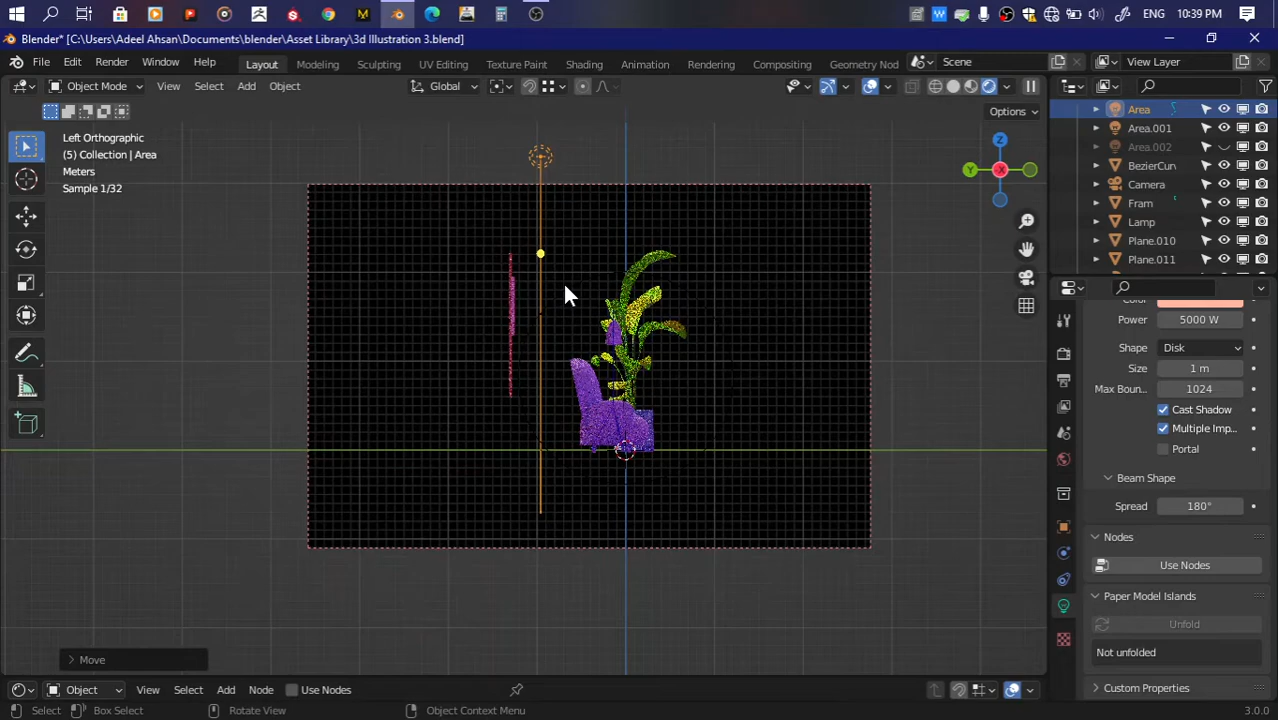 ENG 10:39 PM
Blender* [C:\Users\Adeel Ahsan\Documents\blender\Asset Library\3d Illustration 3.blend]
File Edit Render Window Help Layout Modeling Sculpting UV Editing Texture Paint Shading Animation Rendering Compositing Geometry Nod Scene View Layer
Object Mode View Select Add Object Global
Options
Left Orthographic
(5) Collection | Area
Meters
Sample 1/32
Z
Y
X
Area
Area.001
Area.002
BezierCun
Camera
Fram
Lamp
Plane.010
Plane.011
Color
Power 5000 W
Shape Disk
Size 1 m
Max Boun... 1024
Cast Shadow
Multiple Imp...
Portal
Beam Shape
Spread 180°
Nodes
Use Nodes
Paper Model Islands
Unfold
Not unfolded
Custom Properties
Move
Object View Select Add Node Use Nodes
Select Box Select Rotate View Object Context Menu 3.0.0